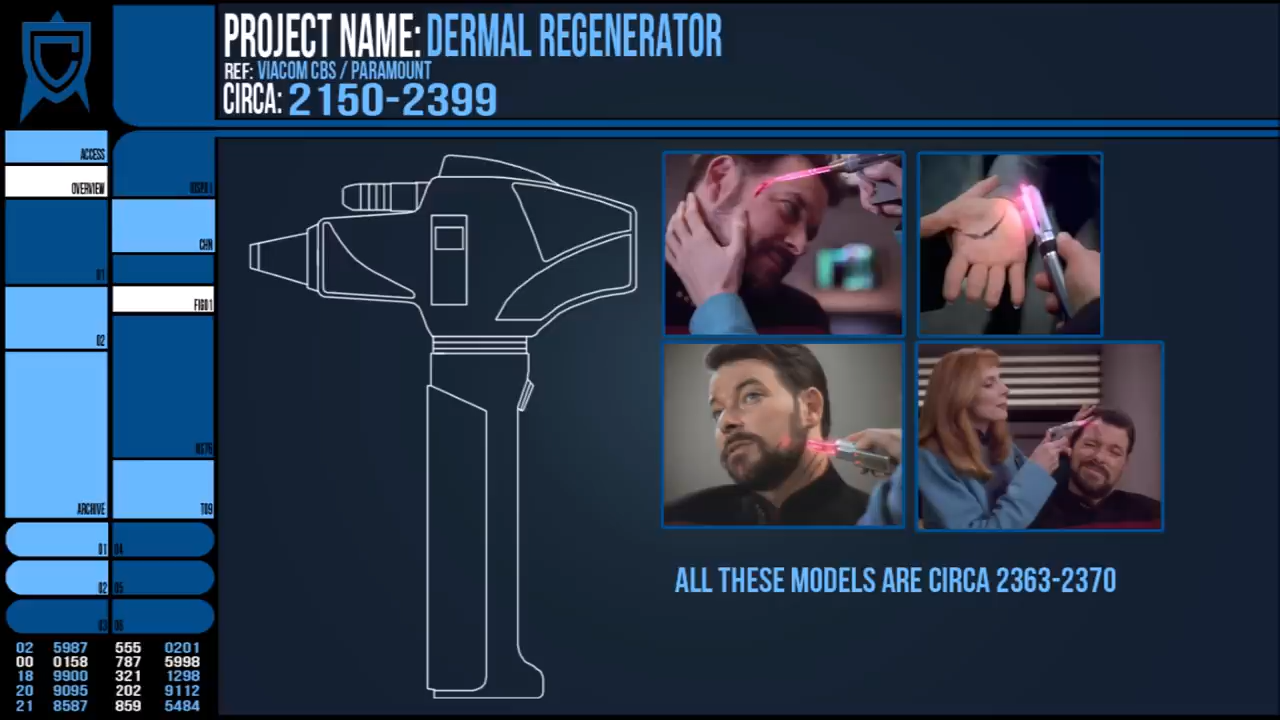 PROJECT NAME: DERMAL REGENERATOR
REF: VIACOM CBS / PARAMOUNT
CIRCA: 2150-2399
ACCESS
OVERVIEW
01
02
ARCHIVE
CHN
FIG01
T09
01 04
02 05
03 06
02 5987 555 0201
00 0158 787 5998
18 9900 321 1298
20 9095 202 9112
21 8587 859 5484
ALL THESE MODELS ARE CIRCA 2363-2370